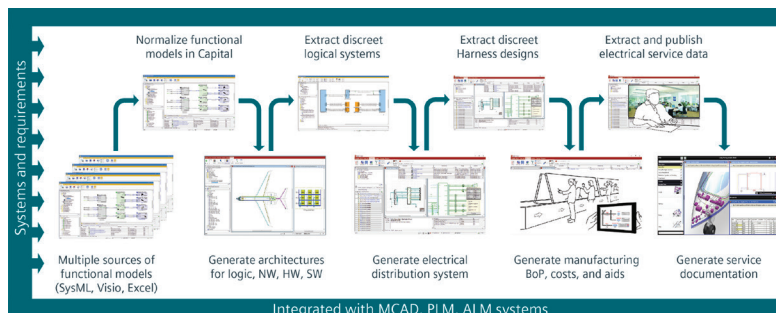 Systems and requirements
Normalize functional
models in Capital
Extract discreet
logical systems
Extract discreet
Harness designs
Extract and publish
electrical service data
Multiple sources of
functional models
(SysML, Visio, Excel)
Generate architectures
for logic, NW, HW, SW
Generate electrical
distribution system
Generate manufacturing
BoP, costs, and aids
Generate service
documentation
Integrated with MCAD, PLM, ALM systems